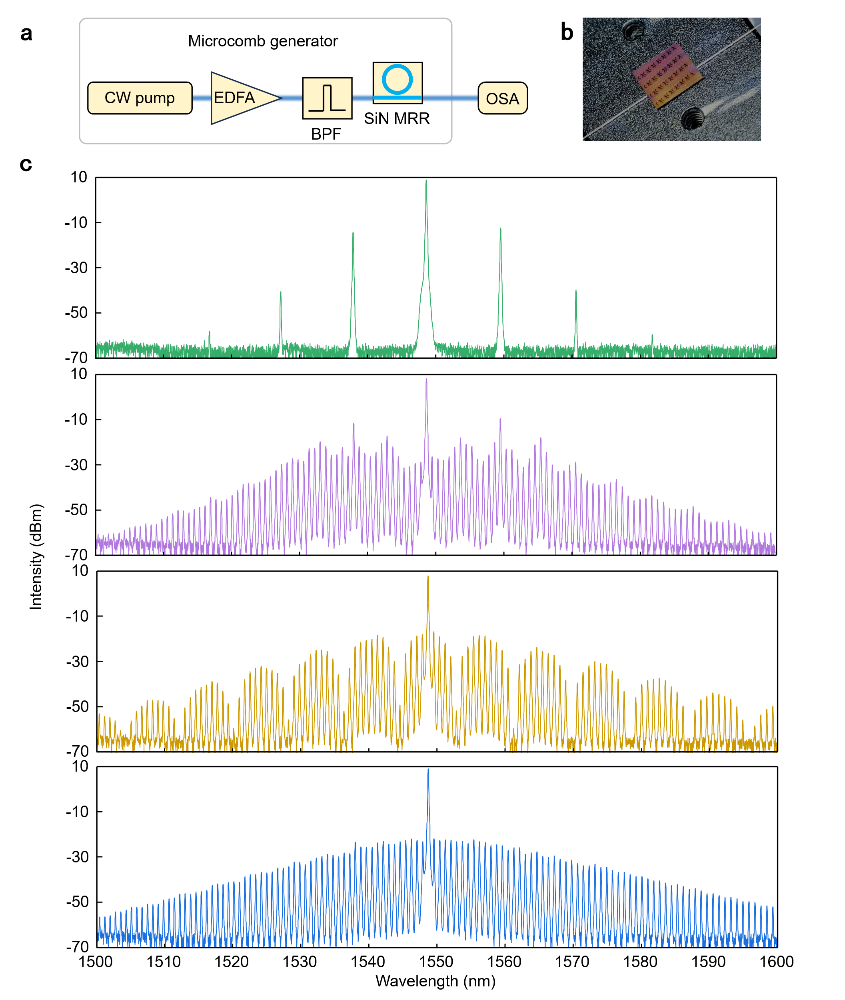 a
Microcomb generator
CW pump
EDFA
BPF
SiN MRR
OSA
b
c
10
-10
-30
-50
-70
10
-10
-30
-50
-70
10
-10
-30
-50
-70
10
-10
-30
-50
-70
Intensity (dBm)
1500 1510 1520 1530 1540 1550 1560 1570 1580 1590 1600
Wavelength (nm)